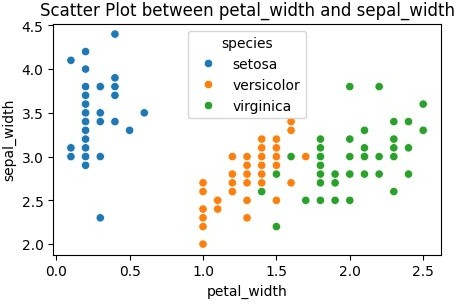 Scatter Plot between petal_width and sepal_width
species
setosa
versicolor
virginica
4.5
4.0
3.5
3.0
2.5
2.0
sepal_width
0.0 0.5 1.0 1.5 2.0 2.5
petal_width